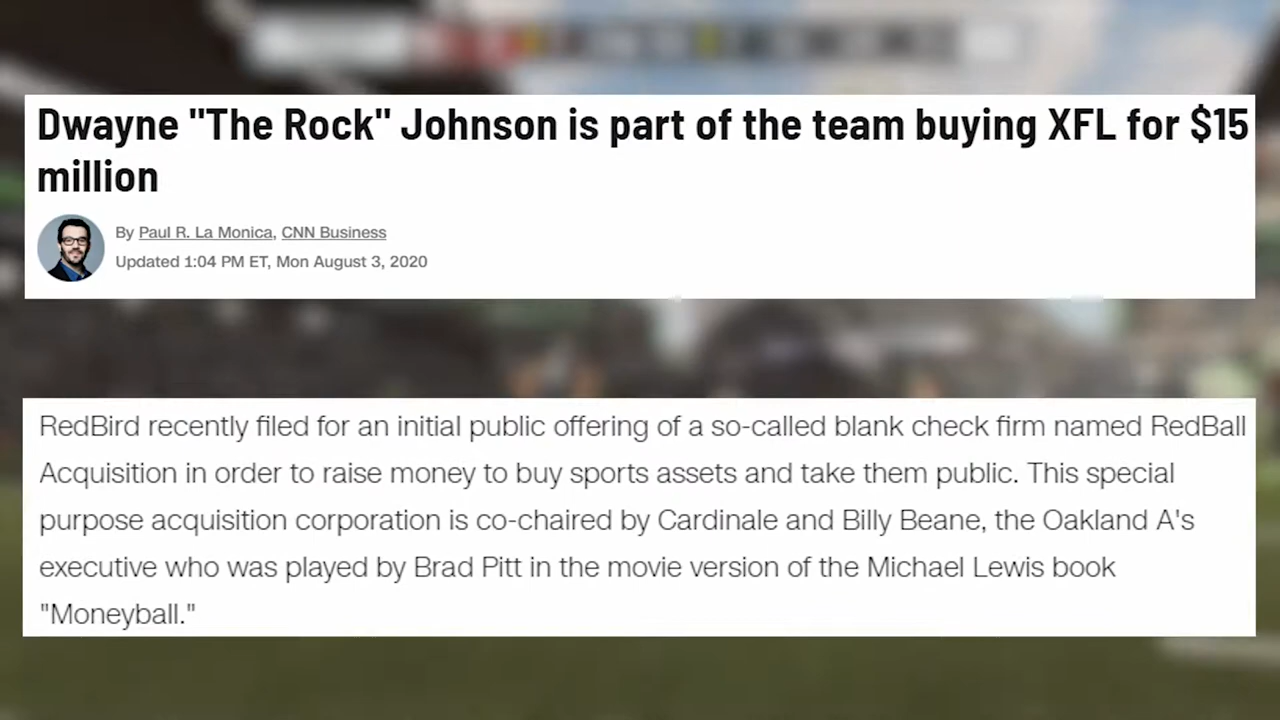 Dwayne "The Rock" Johnson is part of the team buying XFL for $15
million
By Paul R. La Monica, CNN Business
Updated 1:04 PM ET, Mon August 3, 2020
RedBird recently filed for an initial public offering of a so-called blank check firm named RedBall
Acquisition in order to raise money to buy sports assets and take them public. This special
purpose acquisition corporation is co-chaired by Cardinale and Billy Beane, the Oakland A's
executive who was played by Brad Pitt in the movie version of the Michael Lewis book
"Moneyball."